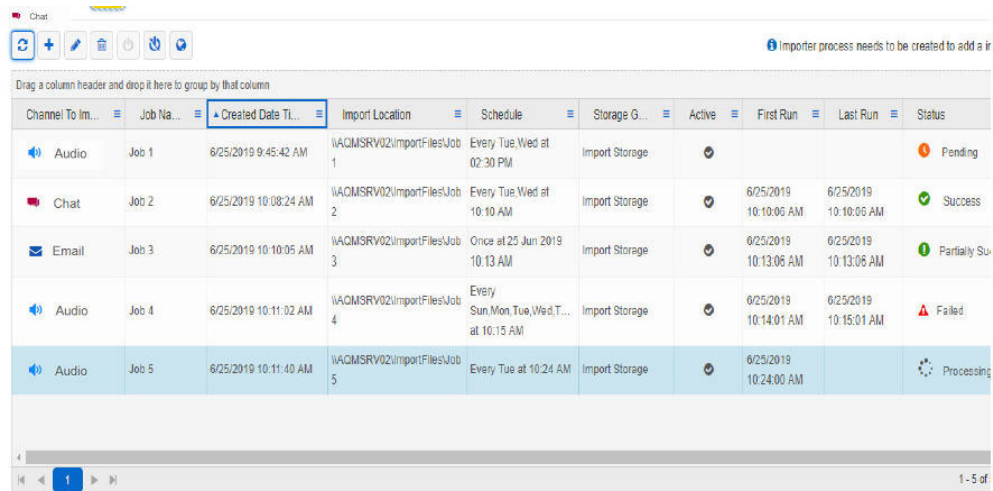 Chat
Importer process needs to be created to add a
Drag a column header and drop it here to group by that column
Channel To Im... Job Na... Created Date Ti... Import Location Schedule Storage G... Active First Run Last Run Status
Audio Job 1 6/25/2019 9:45:42 AM \\AQMSRV02\ImportFiles\Job Every Tue,Wed at Import Storage Pending
1 02:30 PM
Chat Job 2 6/25/2019 10:08:24 AM \\AQMSRV02\ImportFiles\Job Every Tue,Wed at Import Storage 6/25/2019 6/25/2019 Success
2 10:10 AM 10:10:06 AM 10:10:06 AM
Email Job 3 6/25/2019 10:10:05 AM \\AQMSRV02\ImportFiles\Job Once at 25 Jun 2019 Import Storage 6/25/2019 6/25/2019 Partially Su
3 10:13 AM 10:13:06 AM 10:13:06 AM
Audio Job 4 6/25/2019 10:11:02 AM \\AQMSRV02\ImportFiles\Job Every Import Storage 6/25/2019 6/25/2019 Failed
4 Sun,Mon,Tue,Wed,T... 10:14:01 AM 10:15:01 AM
at 10:15 AM
Audio Job 5 6/25/2019 10:11:40 AM \\AQMSRV02\ImportFiles\Job Every Tue at 10:24 AM Import Storage 6/25/2019 Processing
5 10:24:00 AM
1 1 - 5 of